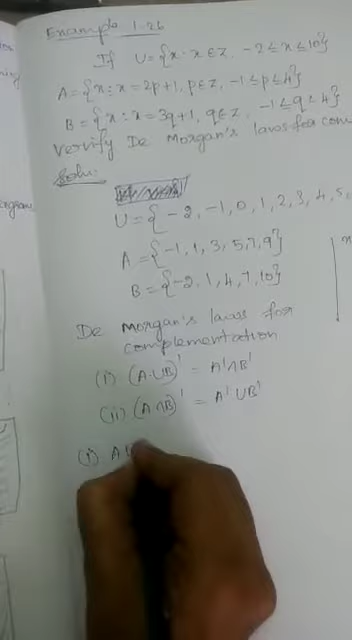 Example 1.26
If U={x : x ∈ Z, -2 ≤ x ≤ 10}
A={x : x = 2p+1, p ∈ Z, -1 ≤ p ≤ 4}
B={x : x = 3q+1, q ∈ Z, -1 ≤ q < 4}
Verify De Morgan's laws for com
Soln:
U={-2, -1, 0, 1, 2, 3, 4, 5,
A={-1, 1, 3, 5, 7, 9}
B={-2, 1, 4, 7, 10}
De Morgan's laws for
complementation
(i) (A∪B)' = A'∩B'
(ii) (A∩B)' = A'∪B'
(i) A